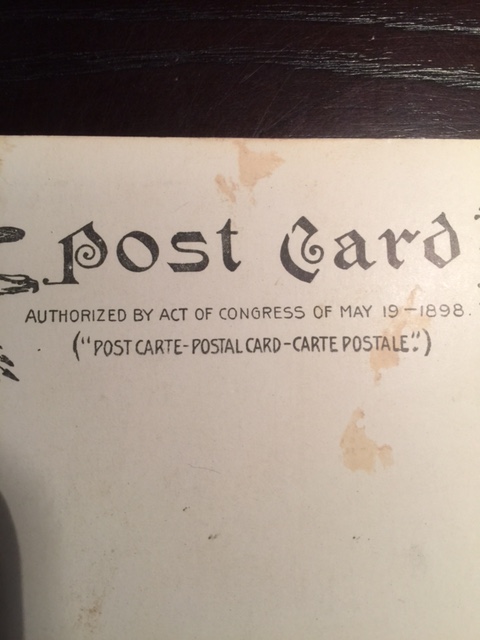 Post Card
AUTHORIZED BY ACT OF CONGRESS OF MAY 19-1898.
("POST CARTE-POSTAL CARD-CARTE POSTALE".)